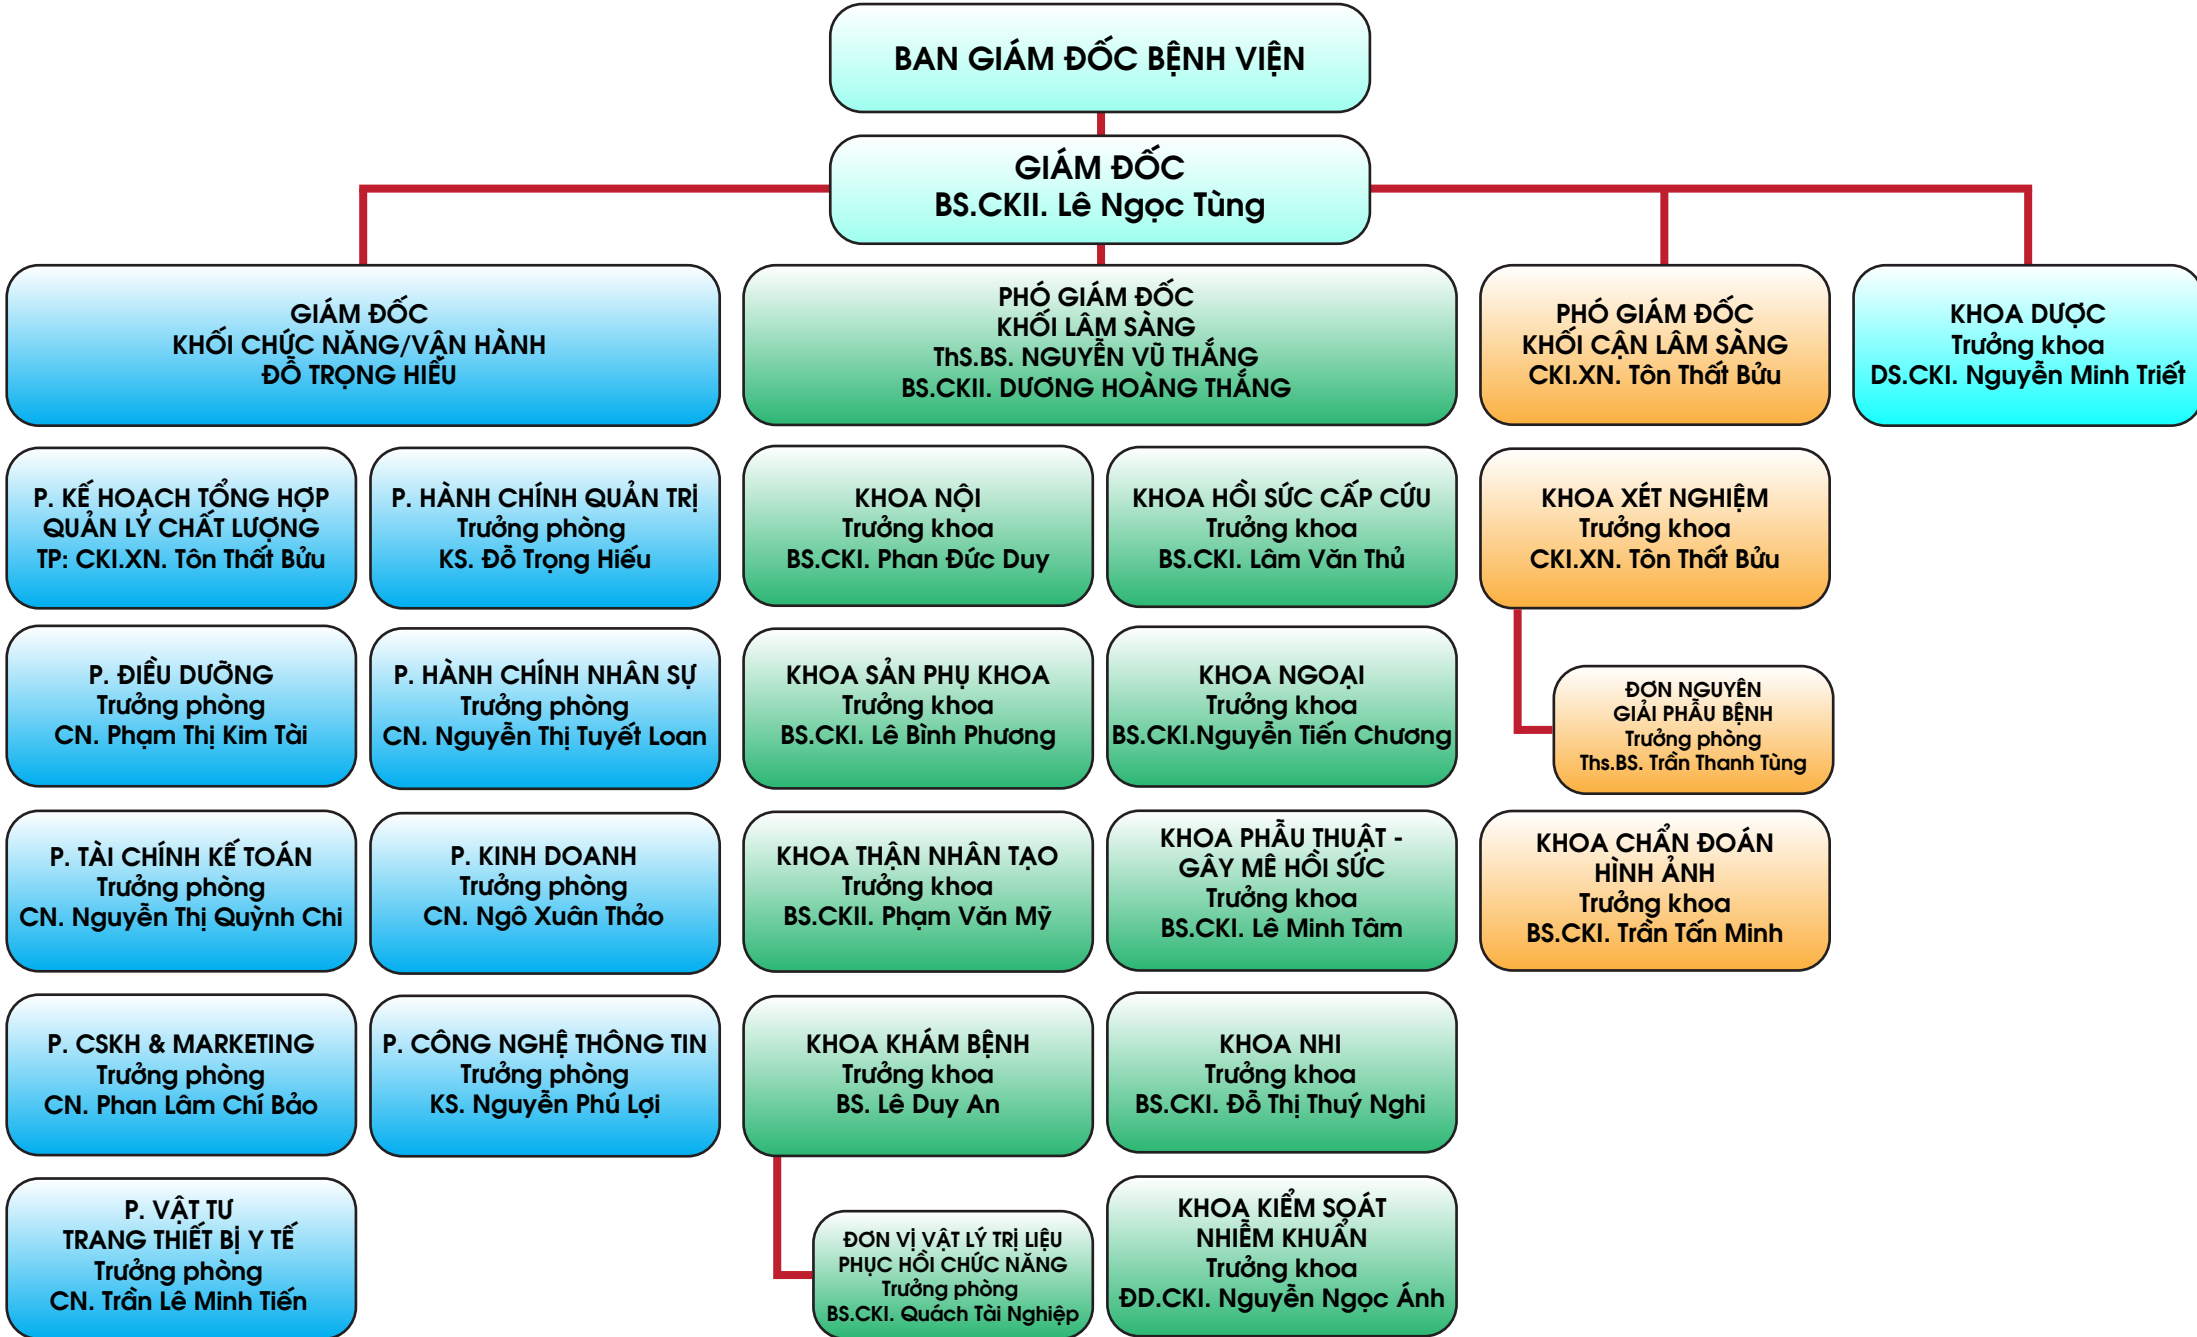 BAN GIÁM ĐỐC BỆNH VIỆN
GIÁM ĐỐC
BS.CKII. Lê Ngọc Tùng
GIÁM ĐỐC
KHỐI CHỨC NĂNG/VẬN HÀNH
ĐỖ TRỌNG HIẾU
PHÓ GIÁM ĐỐC
KHỐI LÂM SÀNG
ThS.BS. NGUYỄN VŨ THẮNG
BS.CKII. DƯƠNG HOÀNG THẮNG
PHÓ GIÁM ĐỐC
KHỐI CẬN LÂM SÀNG
CKI.XN. Tôn Thất Bửu
KHOA DƯỢC
Trưởng khoa
DS.CKI. Nguyễn Minh Triết
P. KẾ HOẠCH TỔNG HỢP
QUẢN LÝ CHẤT LƯỢNG
TP: CKI.XN. Tôn Thất Bửu
P. HÀNH CHÍNH QUẢN TRỊ
Trưởng phòng
KS. Đỗ Trọng Hiếu
KHOA NỘI
Trưởng khoa
BS.CKI. Phan Đức Duy
KHOA HỒI SỨC CẤP CỨU
Trưởng khoa
BS.CKI. Lâm Văn Thủ
KHOA XÉT NGHIỆM
Trưởng khoa
CKI.XN. Tôn Thất Bửu
P. ĐIỀU DƯỠNG
Trưởng phòng
CN. Phạm Thị Kim Tài
P. HÀNH CHÍNH NHÂN SỰ
Trưởng phòng
CN. Nguyễn Thị Tuyết Loan
KHOA SẢN PHỤ KHOA
Trưởng khoa
BS.CKI. Lê Bình Phương
KHOA NGOẠI
Trưởng khoa
BS.CKI.Nguyễn Tiến Chương
ĐƠN NGUYÊN
GIẢI PHẪU BỆNH
Trưởng phòng
Ths.BS. Trần Thanh Tùng
P. TÀI CHÍNH KẾ TOÁN
Trưởng phòng
CN. Nguyễn Thị Quỳnh Chi
P. KINH DOANH
Trưởng phòng
CN. Ngô Xuân Thảo
KHOA THẬN NHÂN TẠO
Trưởng khoa
BS.CKII. Phạm Văn Mỹ
KHOA PHẪU THUẬT -
GÂY MÊ HỒI SỨC
Trưởng khoa
BS.CKI. Lê Minh Tâm
KHOA CHẨN ĐOÁN
HÌNH ẢNH
Trưởng khoa
BS.CKI. Trần Tấn Minh
P. CSKH & MARKETING
Trưởng phòng
CN. Phan Lâm Chí Bảo
P. CÔNG NGHỆ THÔNG TIN
Trưởng phòng
KS. Nguyễn Phú Lợi
KHOA KHÁM BỆNH
Trưởng khoa
BS. Lê Duy An
KHOA NHI
Trưởng khoa
BS.CKI. Đỗ Thị Thuý Nghi
P. VẬT TƯ
TRANG THIẾT BỊ Y TẾ
Trưởng phòng
CN. Trần Lê Minh Tiến
ĐƠN VỊ VẬT LÝ TRỊ LIỆU
PHỤC HỒI CHỨC NĂNG
Trưởng phòng
BS.CKI. Quách Tài Nghiệp
KHOA KIỂM SOÁT
NHIỄM KHUẨN
Trưởng khoa
ĐD.CKI. Nguyễn Ngọc Ánh